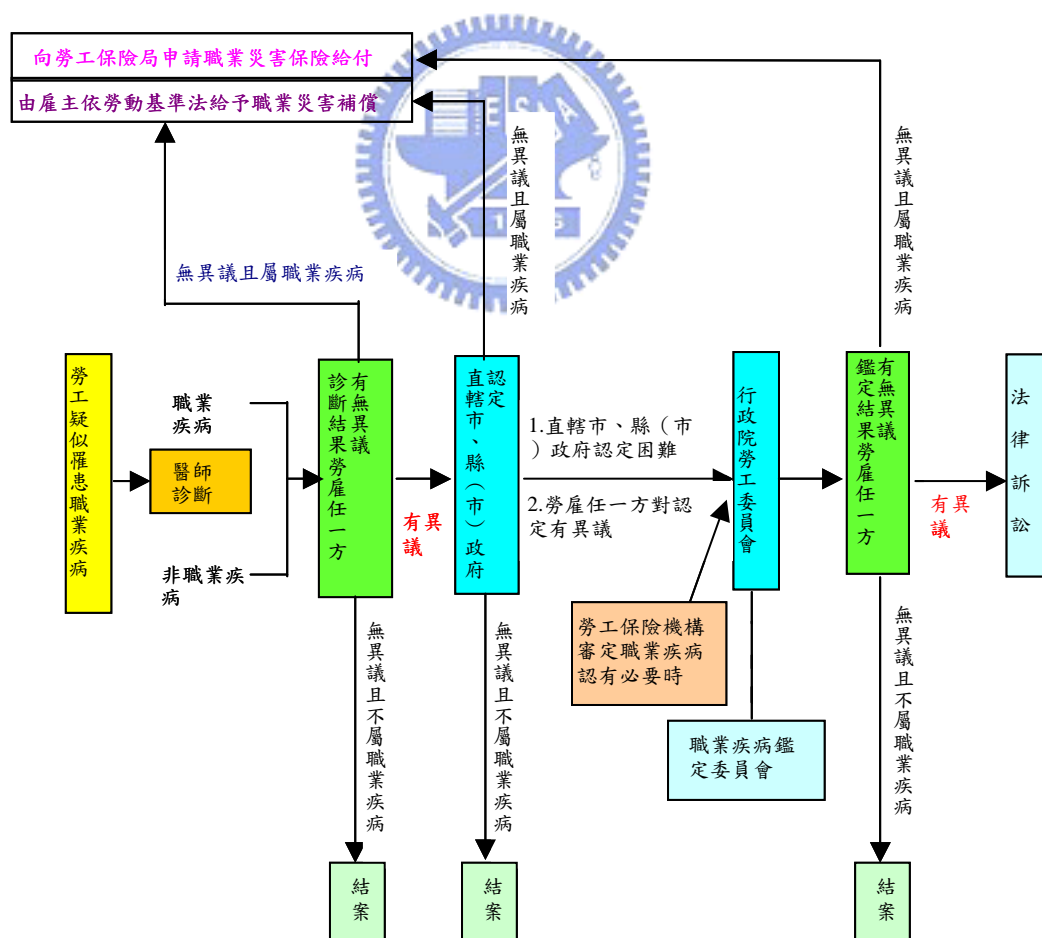 向勞工保險局申請職業災害保險給付
由雇主依勞動基準法給予職業災害補償
無異議且屬職業疾病
無異議且屬職業疾病
無異議且屬職業疾病
勞工疑似罹患職業疾病
職業
疾病
醫師
診斷
非職業疾
病
有無異議
診斷結果勞雇任一方
有異
議
認定
直轄市、縣（市）政府
1.直轄市、縣（市
）政府認定困難
2.勞雇任一方對認
定有異議
行政院勞工委員會
勞工保險機構
審定職業疾病
認有必要時
職業疾病鑑
定委員會
有無異議
鑑定結果勞雇任一方
有異
議
法律訴訟
無異議且不屬職業疾病
無異議且不屬職業疾病
無異議且不屬職業疾病
結案
結案
結案